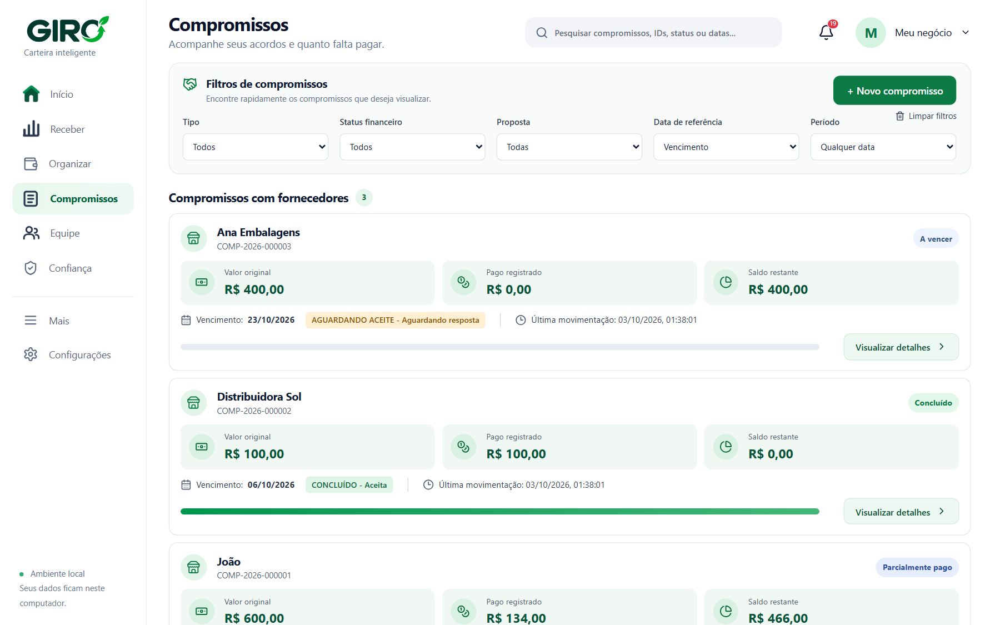 GIRO
Carteira inteligente
Início
Receber
Organizar
Compromissos
Equipe
Confiança
Mais
Configurações
Ambiente local
Seus dados ficam neste
computador.
Compromissos
Acompanhe seus acordos e quanto falta pagar.
Pesquisar compromissos, IDs, status ou datas...
19
M
Meu negócio
Filtros de compromissos
Encontre rapidamente os compromissos que deseja visualizar.
+ Novo compromisso
Limpar filtros
Tipo
Status financeiro
Proposta
Data de referência
Período
Todos
Todos
Todas
Vencimento
Qualquer data
Compromissos com fornecedores 3
Ana Embalagens
COMP-2026-000003
A vencer
Valor original
R$ 400,00
Pago registrado
R$ 0,00
Saldo restante
R$ 400,00
Vencimento: 23/10/2026 AGUARDANDO ACEITE - Aguardando resposta Última movimentação: 03/10/2026, 01:38:01
Visualizar detalhes
Distribuidora Sol
COMP-2026-000002
Concluído
Valor original
R$ 100,00
Pago registrado
R$ 100,00
Saldo restante
R$ 0,00
Vencimento: 06/10/2026 CONCLUÍDO - Aceita Última movimentação: 03/10/2026, 01:38:01
Visualizar detalhes
João
COMP-2026-000001
Parcialmente pago
Valor original
R$ 600,00
Pago registrado
R$ 134,00
Saldo restante
R$ 466,00